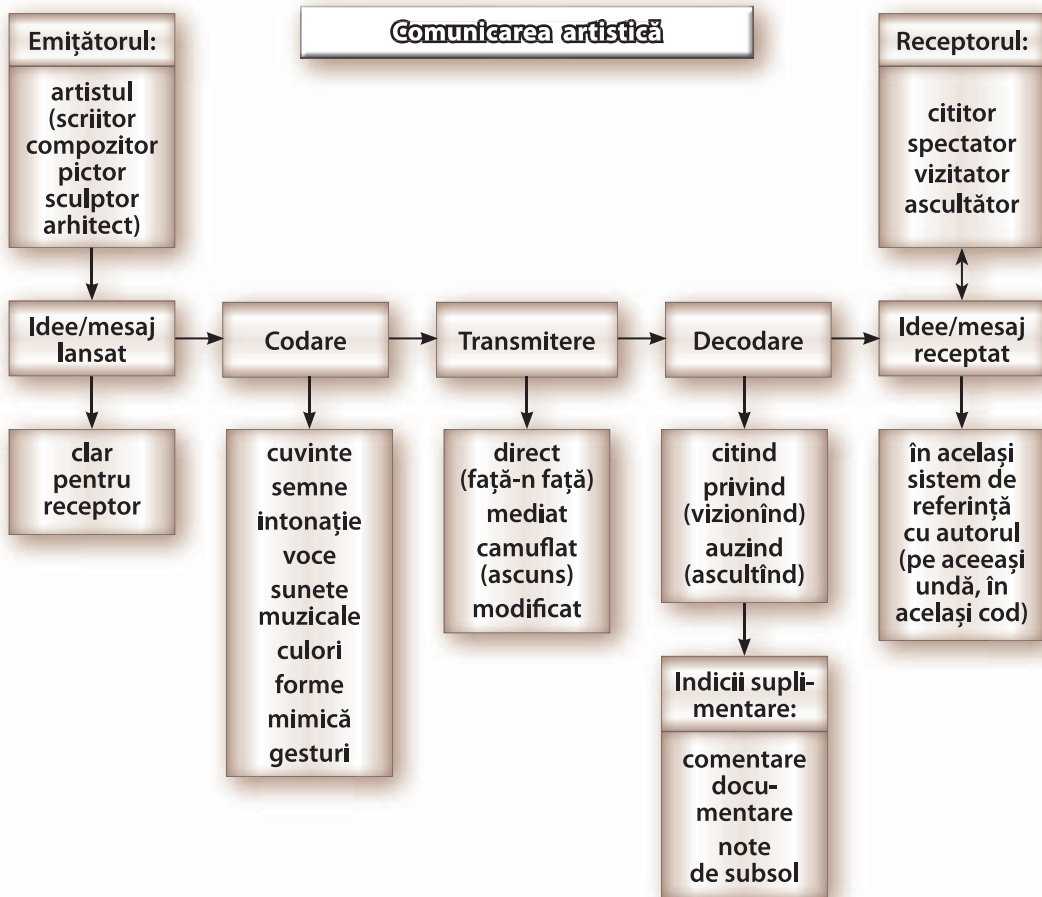 Comunicarea artistică
Emițătorul:
artistul
(scriitor
compozitor
pictor
sculptor
arhitect)
Receptorul:
cititor
spectator
vizitator
ascultător
Idee/mesaj
lansat
Codare
Transmitere
Decodare
Idee/mesaj
receptat
clar
pentru
receptor
cuvinte
semne
intonație
voce
sunete
muzicale
culori
forme
mimică
gesturi
direct
(față-n față)
mediat
camuflat
(ascuns)
modificat
citind
privind
(vizionînd)
auzind
(ascultînd)
în același
sistem de
referință
cu autorul
(pe aceeași
undă, în
același cod)
Indicii supli-
mentare:
comentare
docu-
mentare
note
de subsol